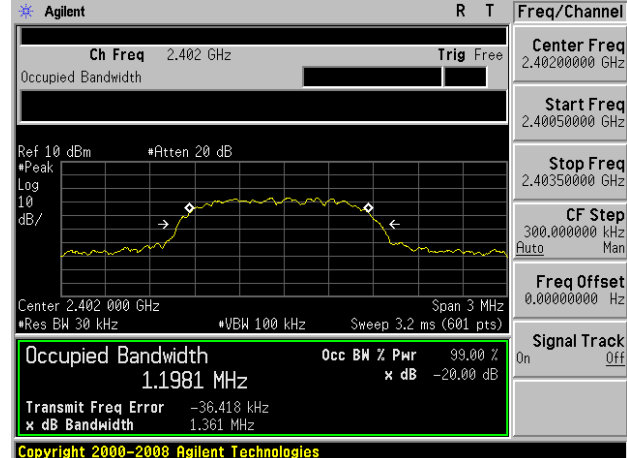 Agilent R T Freq/Channel
Ch Freq 2.402 GHz Trig Free
Occupied Bandwidth
Center Freq
2.40200000 GHz
Start Freq
2.40050000 GHz
Stop Freq
2.40350000 GHz
CF Step
300.000000 kHz
Auto Man
Freq Offset
0.00000000 Hz
Signal Track
On Off
Ref 10 dBm #Atten 20 dB
#Peak
Log
10
dB/
Center 2.402 000 GHz Span 3 MHz
#Res BW 30 kHz #VBW 100 kHz Sweep 3.2 ms (601 pts)
Occupied Bandwidth Occ BW % Pwr 99.00 %
1.1981 MHz x dB -20.00 dB
Transmit Freq Error -36.418 kHz
x dB Bandwidth 1.361 MHz
Copyright 2000-2008 Agilent Technologies